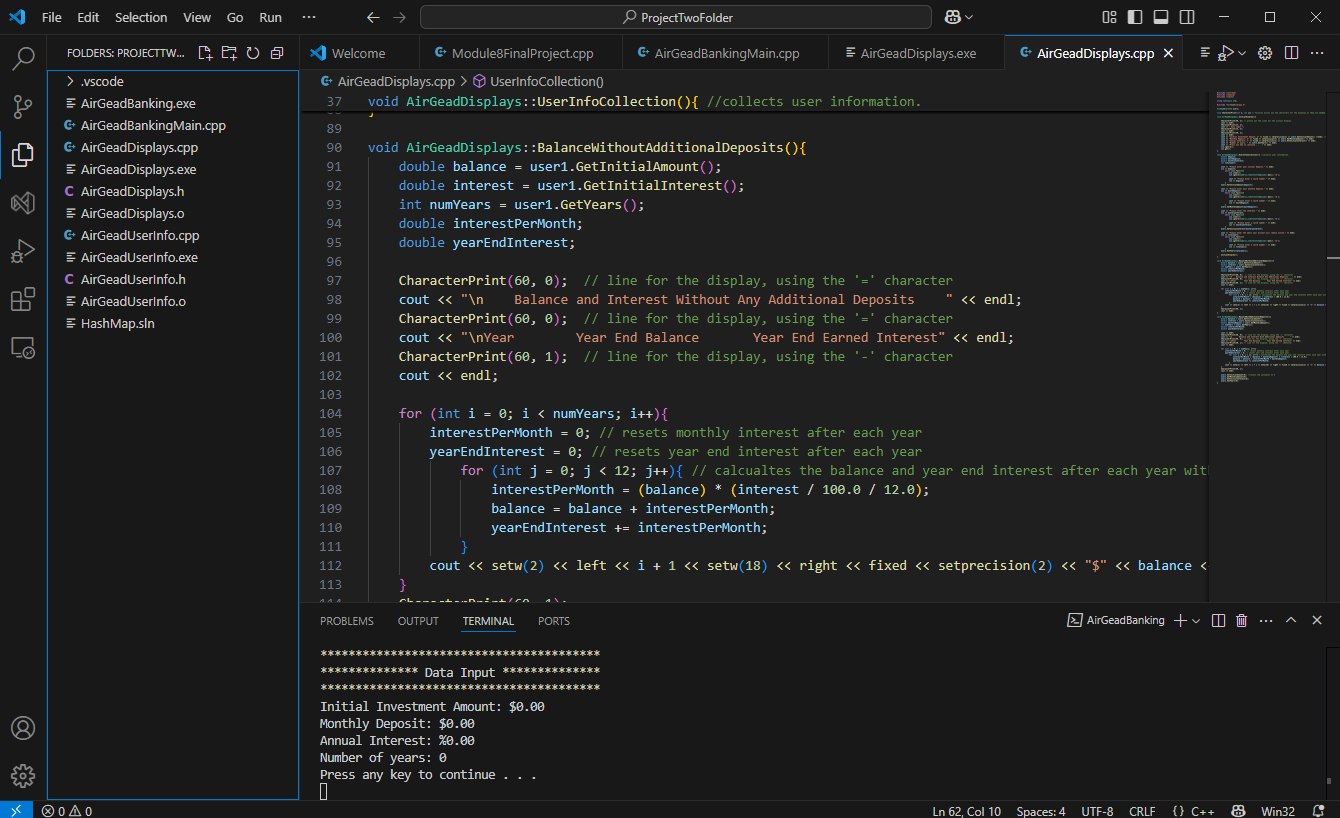 File Edit Selection View Go Run ··· ProjectTwoFolder
FOLDERS: PROJECTTW...
.vscode
AirGeadBanking.exe
AirGeadBankingMain.cpp
AirGeadDisplays.cpp
AirGeadDisplays.exe
AirGeadDisplays.h
AirGeadDisplays.o
AirGeadUserInfo.cpp
AirGeadUserInfo.exe
AirGeadUserInfo.h
AirGeadUserInfo.o
HashMap.sln
Welcome Module8FinalProject.cpp AirGeadBankingMain.cpp AirGeadDisplays.exe AirGeadDisplays.cpp
AirGeadDisplays.cpp > UserInfoCollection()
37 void AirGeadDisplays::UserInfoCollection(){ //collects user information.
89
90 void AirGeadDisplays::BalanceWithoutAdditionalDeposits(){
91 double balance = user1.GetInitialAmount();
92 double interest = user1.GetInitialInterest();
93 int numYears = user1.GetYears();
94 double interestPerMonth;
95 double yearEndInterest;
96
97 CharacterPrint(60, 0); // line for the display, using the '=' character
98 cout << "\n    Balance and Interest Without Any Additional Deposits    " << endl;
99 CharacterPrint(60, 0); // line for the display, using the '=' character
100 cout << "\nYear        Year End Balance       Year End Earned Interest" << endl;
101 CharacterPrint(60, 1); // line for the display, using the '-' character
102 cout << endl;
103
104 for (int i = 0; i < numYears; i++){
105 interestPerMonth = 0; // resets monthly interest after each year
106 yearEndInterest = 0; // resets year end interest after each year
107 for (int j = 0; j < 12; j++){ // calcualtes the balance and year end interest after each year wit
108 interestPerMonth = (balance) * (interest / 100.0 / 12.0);
109 balance = balance + interestPerMonth;
110 yearEndInterest += interestPerMonth;
111 }
112 cout << setw(2) << left << i + 1 << setw(18) << right << fixed << setprecision(2) << "$" << balance <
113 }
PROBLEMS OUTPUT TERMINAL PORTS AirGeadBanking
****************************************
************** Data Input **************
****************************************
Initial Investment Amount: $0.00
Monthly Deposit: $0.00
Annual Interest: %0.00
Number of years: 0
Press any key to continue . . .
0 0 Ln 62, Col 10 Spaces: 4 UTF-8 CRLF {} C++ Win32